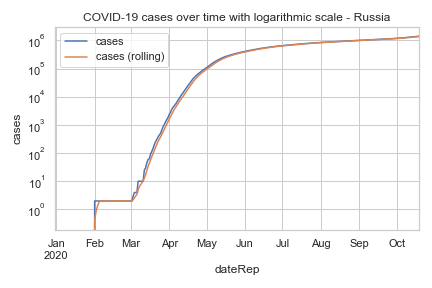 COVID-19 cases over time with logarithmic scale - Russia
cases
cases (rolling)
10⁶
10⁵
10⁴
10³
10²
10¹
10⁰
cases
Jan Feb Mar Apr May Jun Jul Aug Sep Oct
2020
dateRep